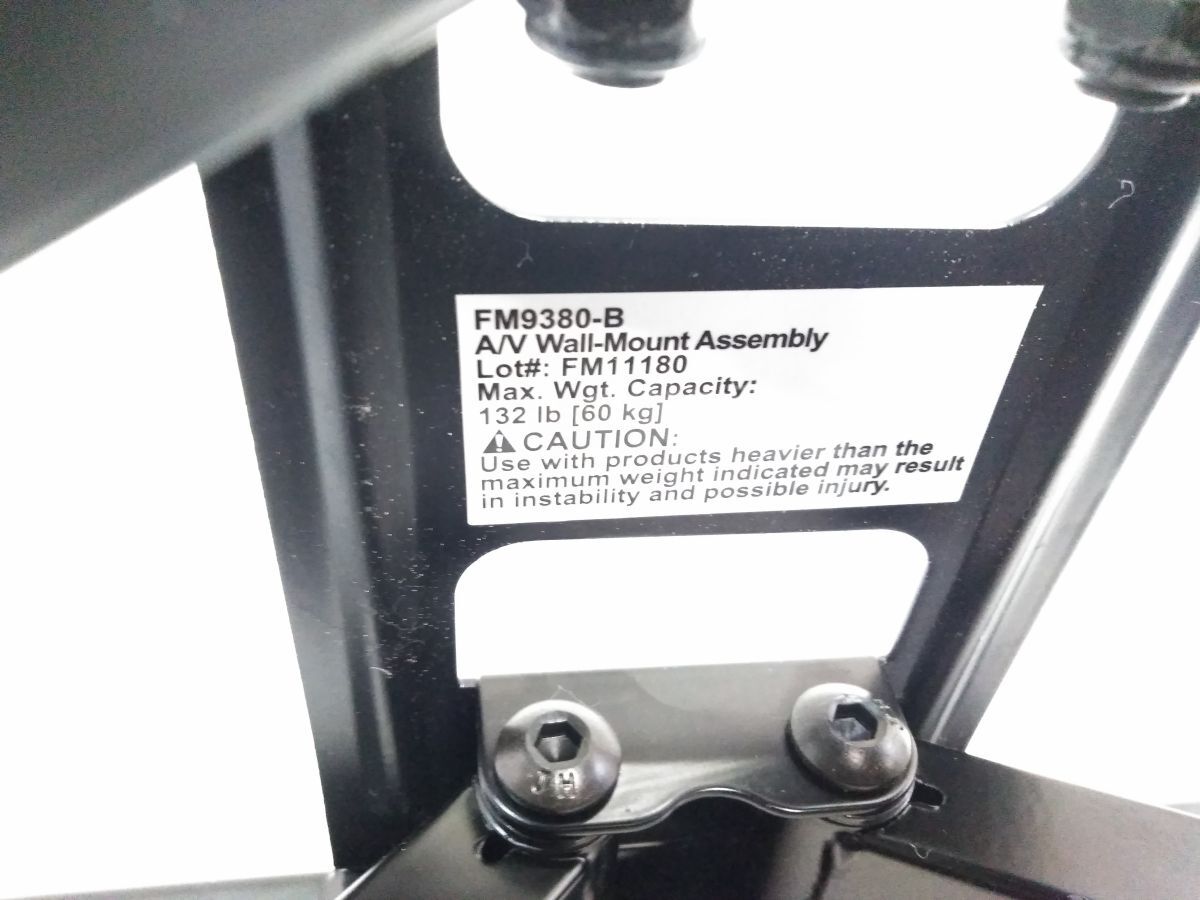 FM9380-B
A/V Wall-Mount Assembly
Lot#: FM11180
Max. Wgt. Capacity:
132 lb [60 kg]
CAUTION:
Use with products heavier than the
maximum weight indicated may result
in instability and possible injury.
JH